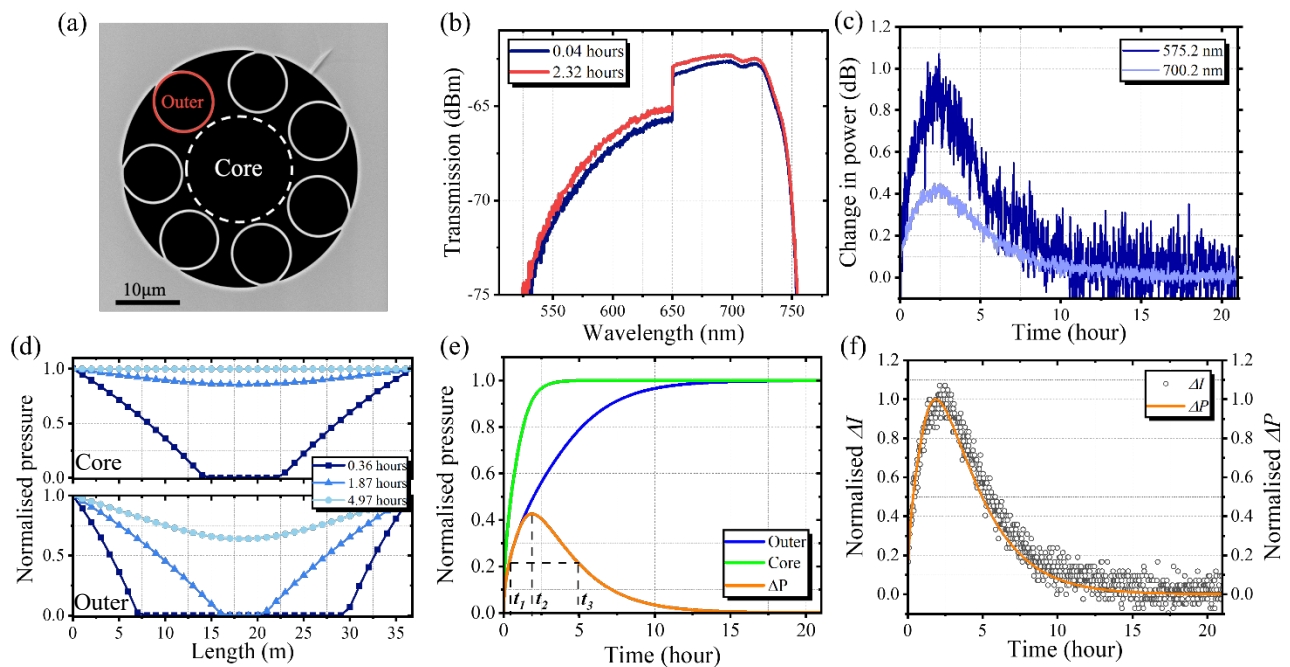 (a)
Outer
Core
10μm
(b)
0.04 hours
2.32 hours
Transmission (dBm)
-65
-70
-75
550 600 650 700 750
Wavelength (nm)
(c)
575.2 nm
700.2 nm
Change in power (dB)
1.2
1.0
0.8
0.6
0.4
0.2
0.0
0 5 10 15 20
Time (hour)
(d)
Normalised pressure
1.0
0.5
0.0
Core
0.36 hours
1.87 hours
4.97 hours
1.0
0.5
0.0
Outer
0 5 10 15 20 25 30 35
Length (m)
(e)
Normalised pressure
1.0
0.8
0.6
0.4
0.2
0.0
Outer
Core
ΔP
t1 t2 t3
0 5 10 15 20
Time (hour)
(f)
ΔI
ΔP
Normalised ΔI
1.2
1.0
0.8
0.6
0.4
0.2
0.0
1.2
1.0
0.8
0.6
0.4
0.2
0.0
Normalised ΔP
0 5 10 15 20
Time (hour)